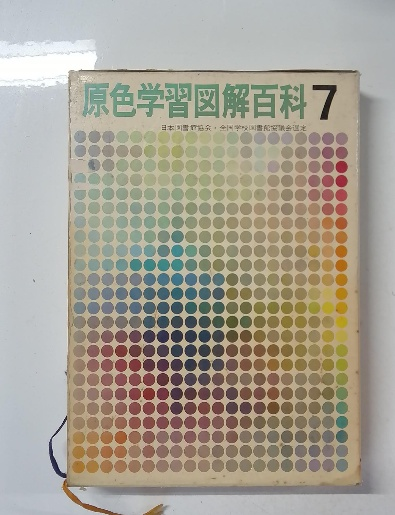 原色学習図解百科 7
日本図書館協会・全国学校図書館協議会選定